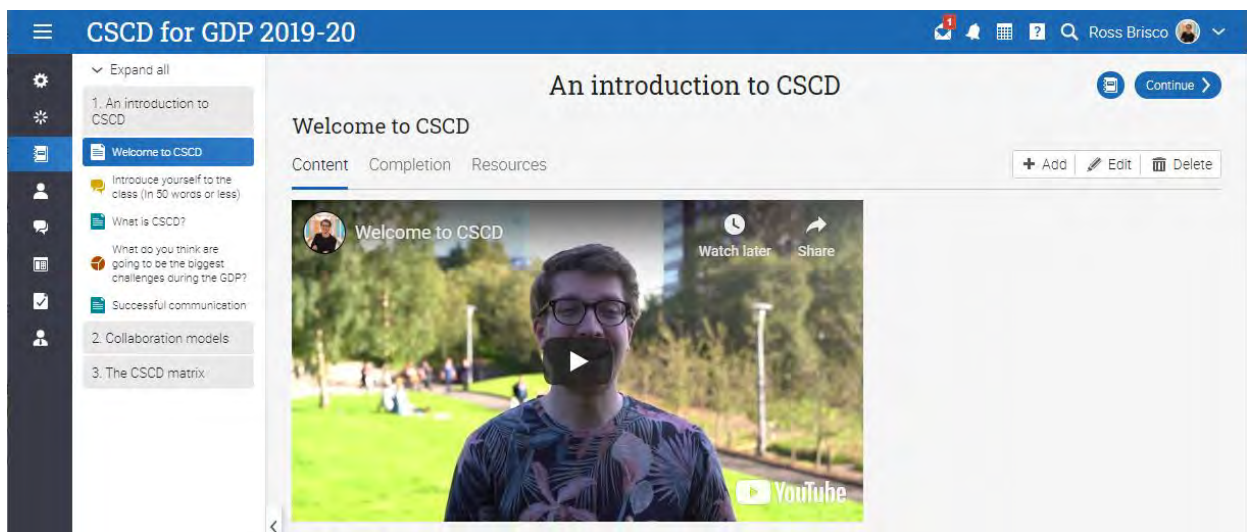 CSCD for GDP 2019-20
1
?
Ross Brisco
Expand all
1. An introduction to
CSCD
Welcome to CSCD
Introduce yourself to the
class (In 50 words or less)
What is CSCD?
What do you think are
going to be the biggest
challenges during the GDP?
Successful communication
2. Collaboration models
3. The CSCD matrix
An introduction to CSCD
Continue
Welcome to CSCD
Content Completion Resources
Add Edit Delete
Welcome to CSCD
Watch later Share
YouTube